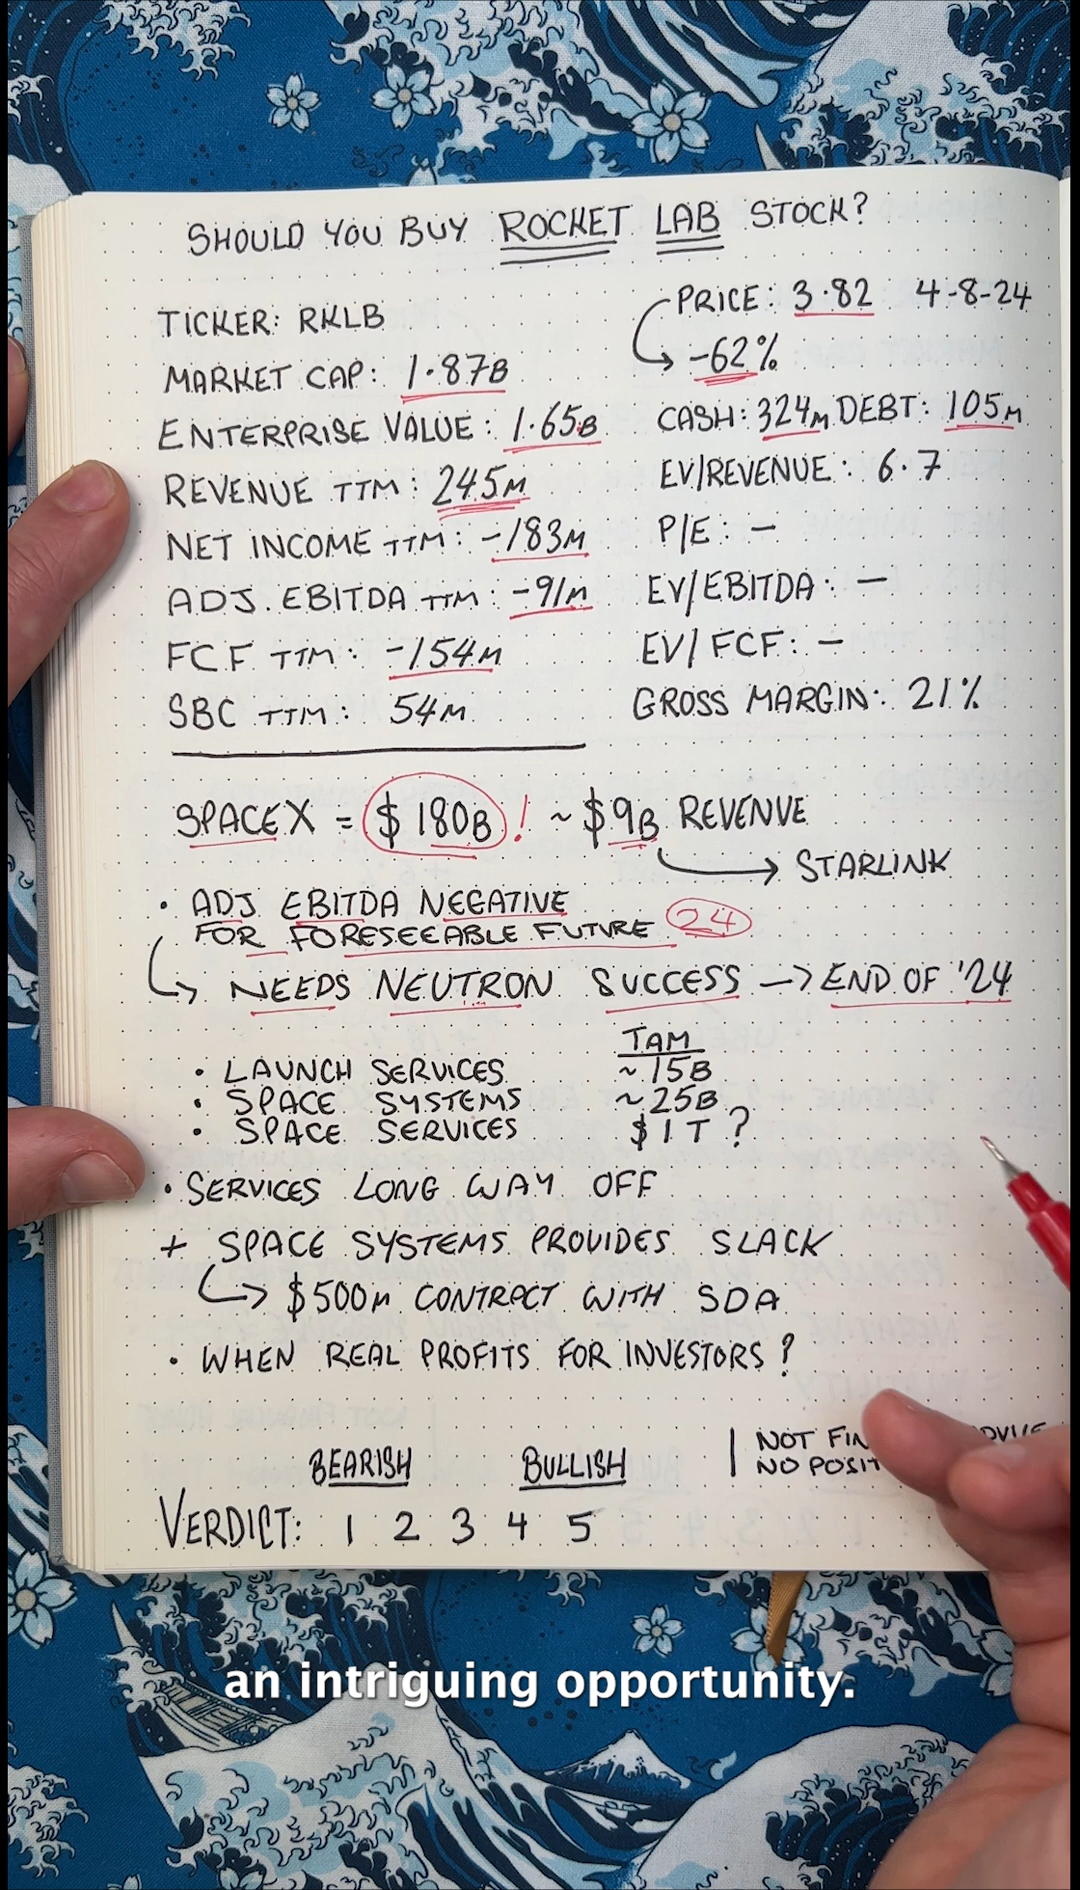 SHOULD YOU BUY ROCKET LAB STOCK?
TICKER: RKLB
PRICE: 3.82 4-8-24
→ -62%
MARKET CAP: 1.87B
ENTERPRISE VALUE: 1.65B
CASH: 324M DEBT: 105M
REVENUE TTM: 245M
EV/REVENUE: 6.7
NET INCOME TTM: -183M
P/E: -
ADJ. EBITDA TTM: -91M
EV/EBITDA: -
FCF TTM: -154M
EV/FCF: -
SBC TTM: 54M
GROSS MARGIN: 21%
SPACEX = $180B! ~$9B REVENUE
→ STARLINK
• ADJ EBITDA NEGATIVE
FOR FORESEEABLE FUTURE 24
→ NEEDS NEUTRON SUCCESS → END OF '24
TAM
• LAUNCH SERVICES ~15B
• SPACE SYSTEMS ~25B
• SPACE SERVICES $1T?
• SERVICES LONG WAY OFF
+ SPACE SYSTEMS PROVIDES SLACK
→ $500M CONTRACT WITH SDA
• WHEN REAL PROFITS FOR INVESTORS?
BEARISH BULLISH
NOT
NO
VERDICT: 1 2 3 4 5
an intriguing opportunity.